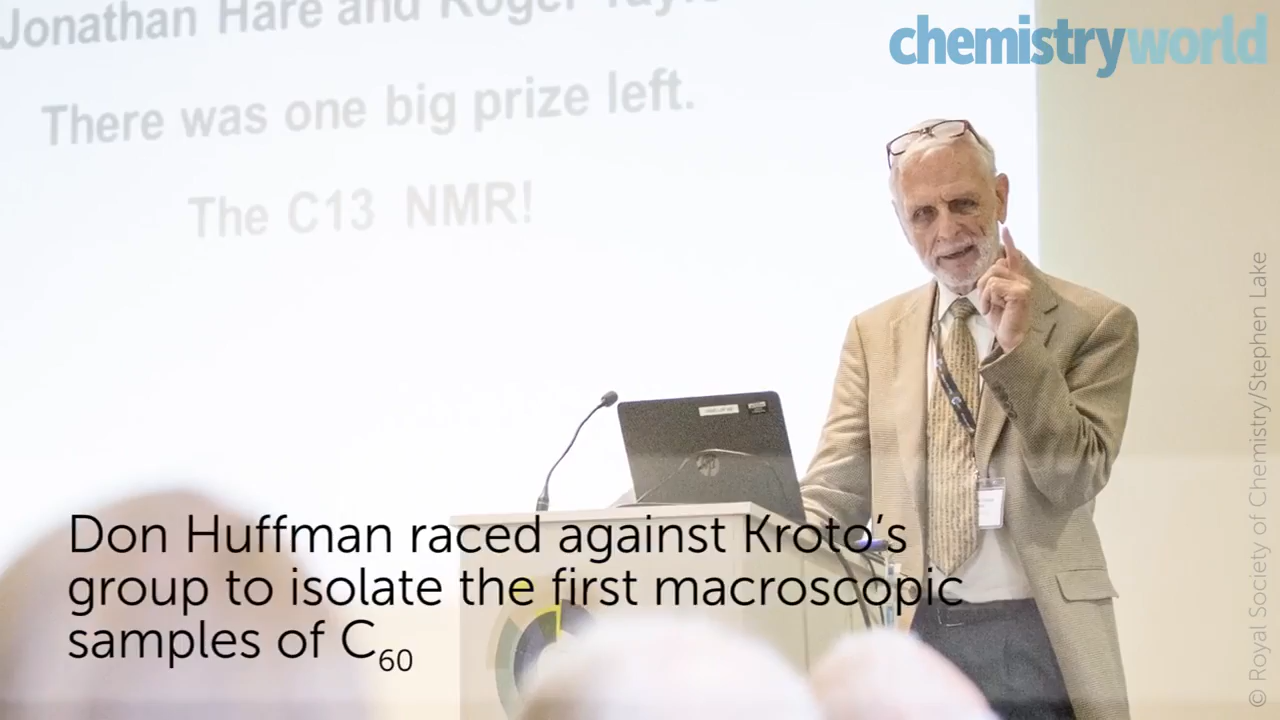 Jonathan Hare and Roger
There was one big prize left.
The C13 NMR!
chemistryworld
Don Huffman raced against Kroto's
group to isolate the first macroscopic
samples of C₆₀
© Royal Society of Chemistry/Stephen Lake